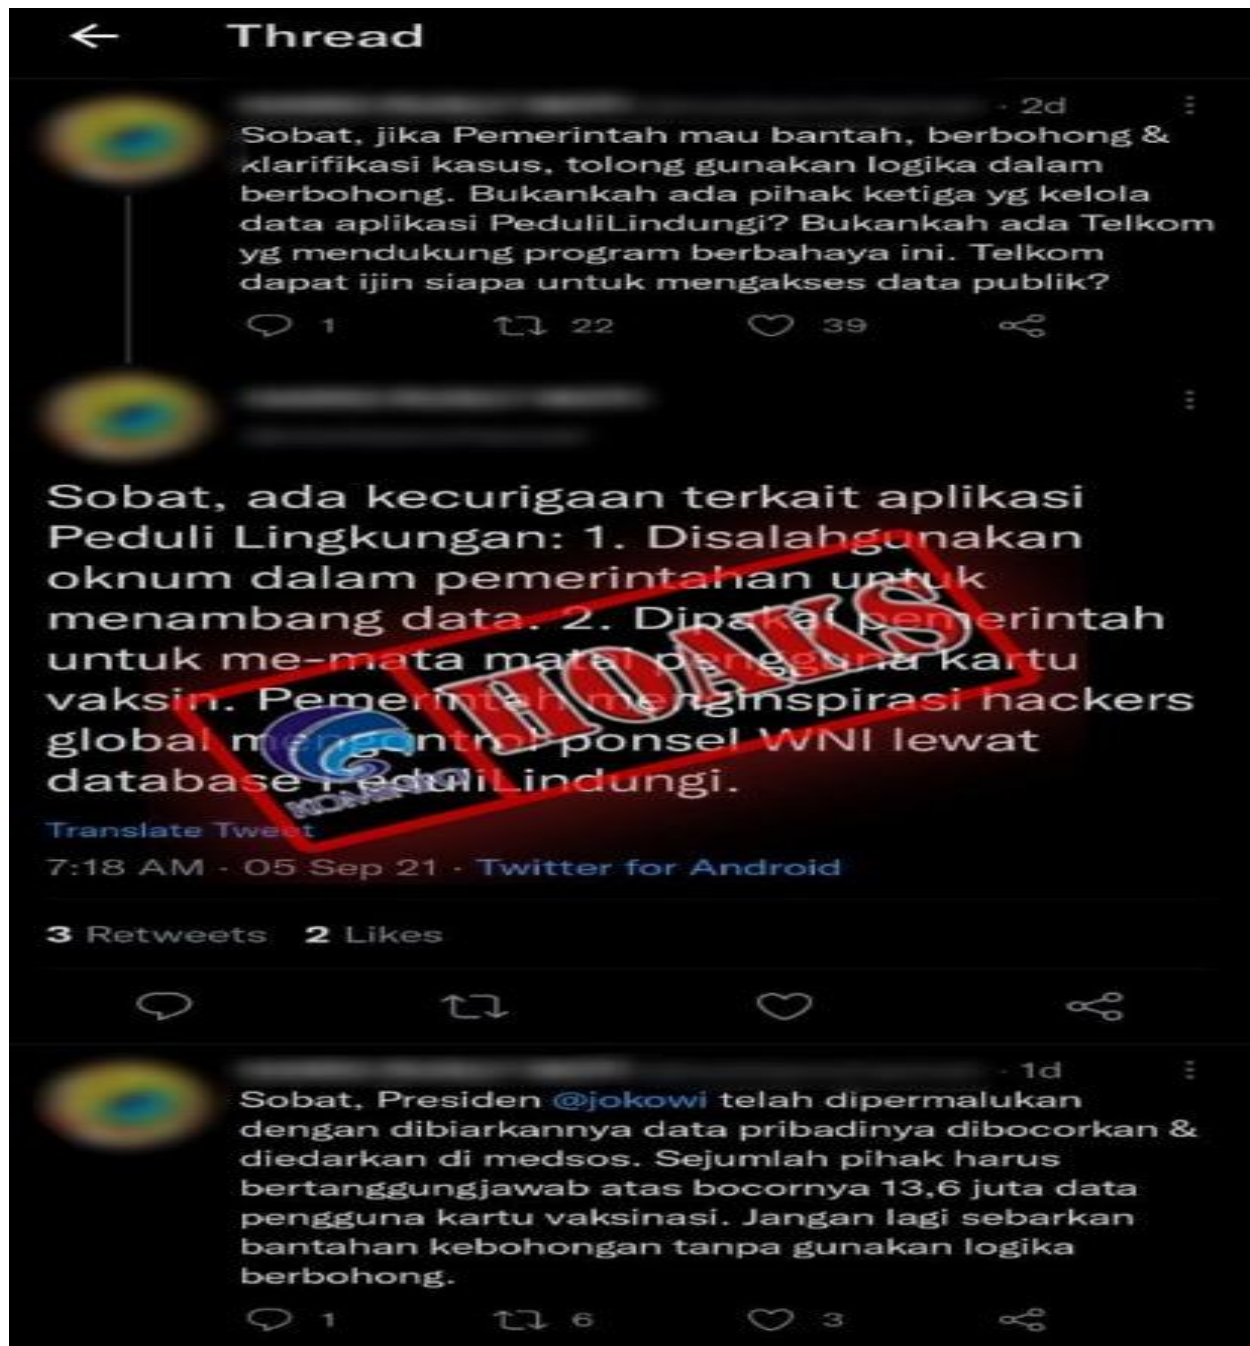 Thread
· 2d
Sobat, jika Pemerintah mau bantah, berbohong &
klarifikasi kasus, tolong gunakan logika dalam
berbohong. Bukankah ada pihak ketiga yg kelola
data aplikasi PeduliLindungi? Bukankah ada Telkom
yg mendukung program berbahaya ini. Telkom
dapat ijin siapa untuk mengakses data publik?
1 22 39
Sobat, ada kecurigaan terkait aplikasi
Peduli Lingkungan: 1. Disalahgunakan
oknum dalam pemerintahan untuk
menambang data. 2. Dipakai pemerintah
untuk me-mata matai pengguna kartu
vaksin. Pemerintah menginspirasi hackers
global mengontrol ponsel WNI lewat
database PeduliLindungi.
HOAKS
KOMINFO
Translate Tweet
7:18 AM · 05 Sep 21 · Twitter for Android
3 Retweets 2 Likes
· 1d
Sobat, Presiden @jokowi telah dipermalukan
dengan dibiarkannya data pribadinya dibocorkan &
diedarkan di medsos. Sejumlah pihak harus
bertanggungjawab atas bocornya 13,6 juta data
pengguna kartu vaksinasi. Jangan lagi sebarkan
bantahan kebohongan tanpa gunakan logika
berbohong.
1 6 3